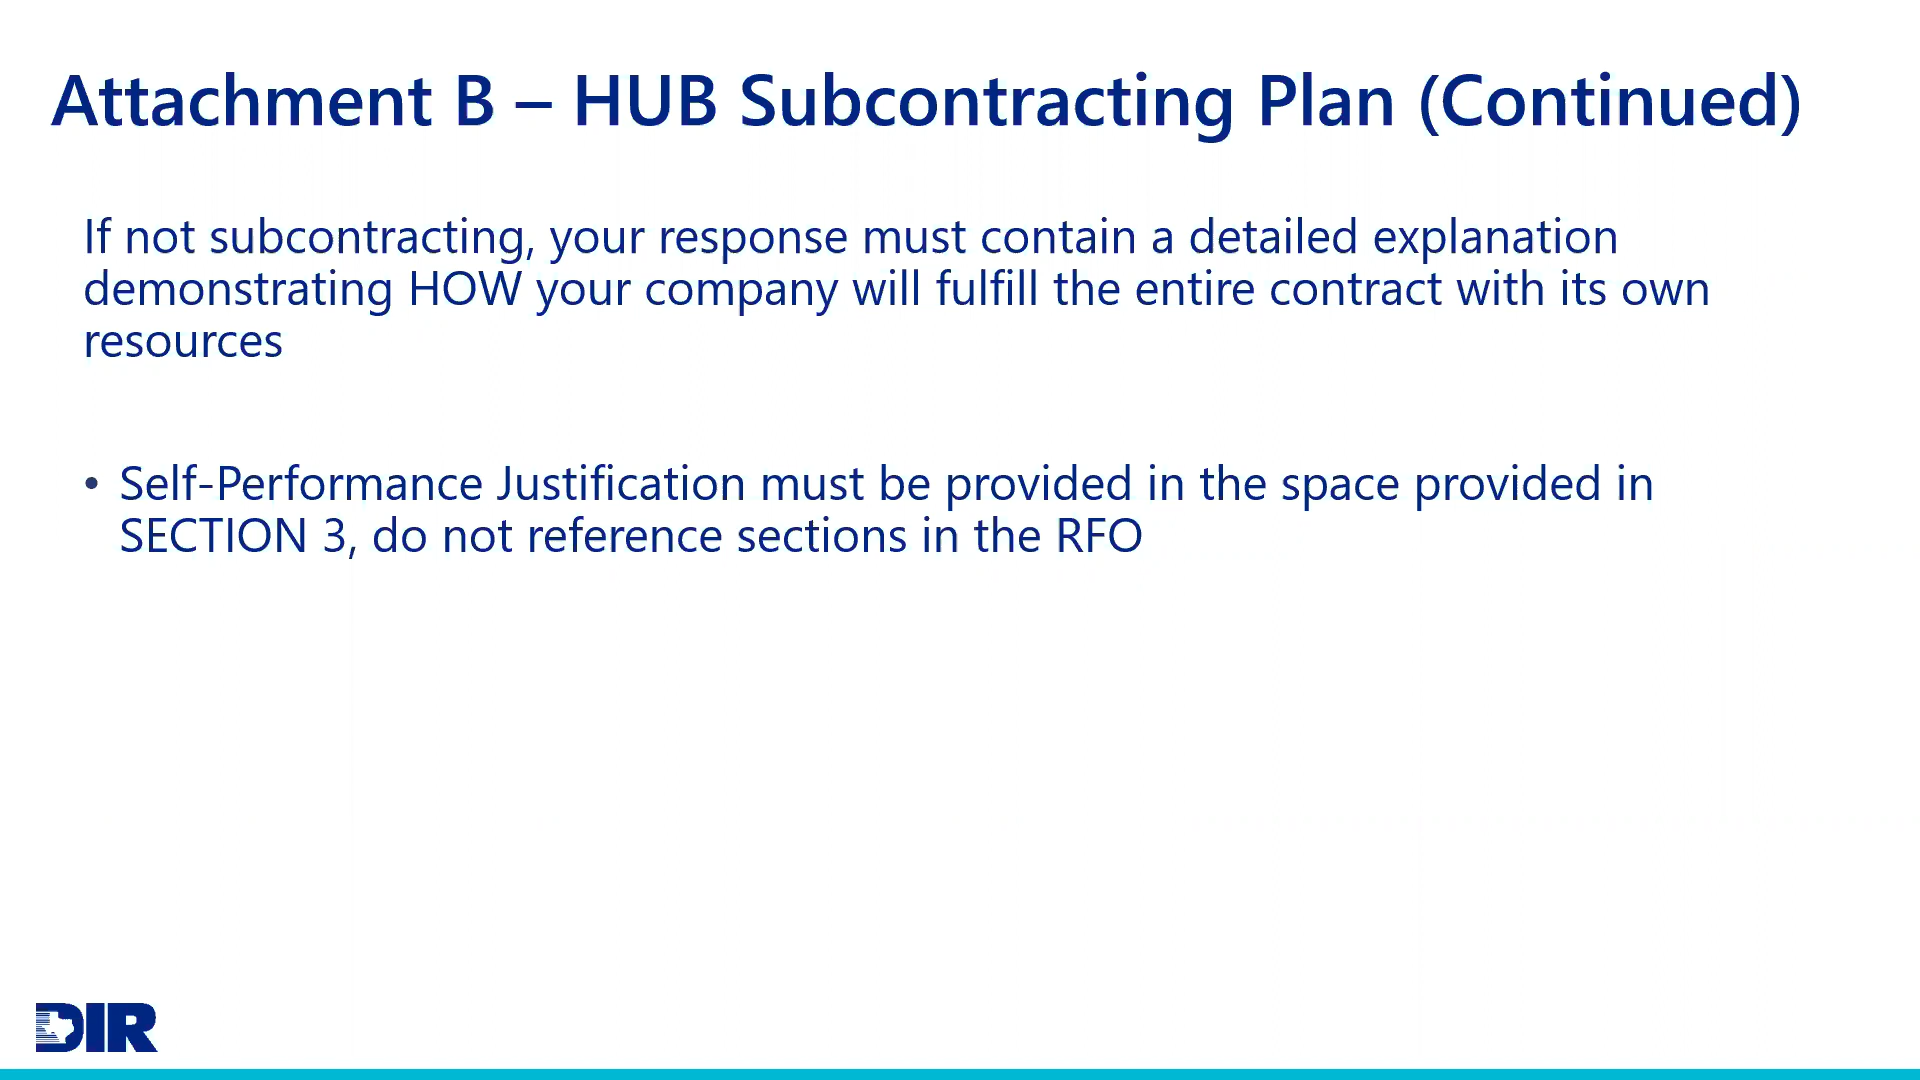 Attachment B – HUB Subcontracting Plan (Continued)
If not subcontracting, your response must contain a detailed explanation
demonstrating HOW your company will fulfill the entire contract with its own
resources
• Self-Performance Justification must be provided in the space provided in
SECTION 3, do not reference sections in the RFO
DIR